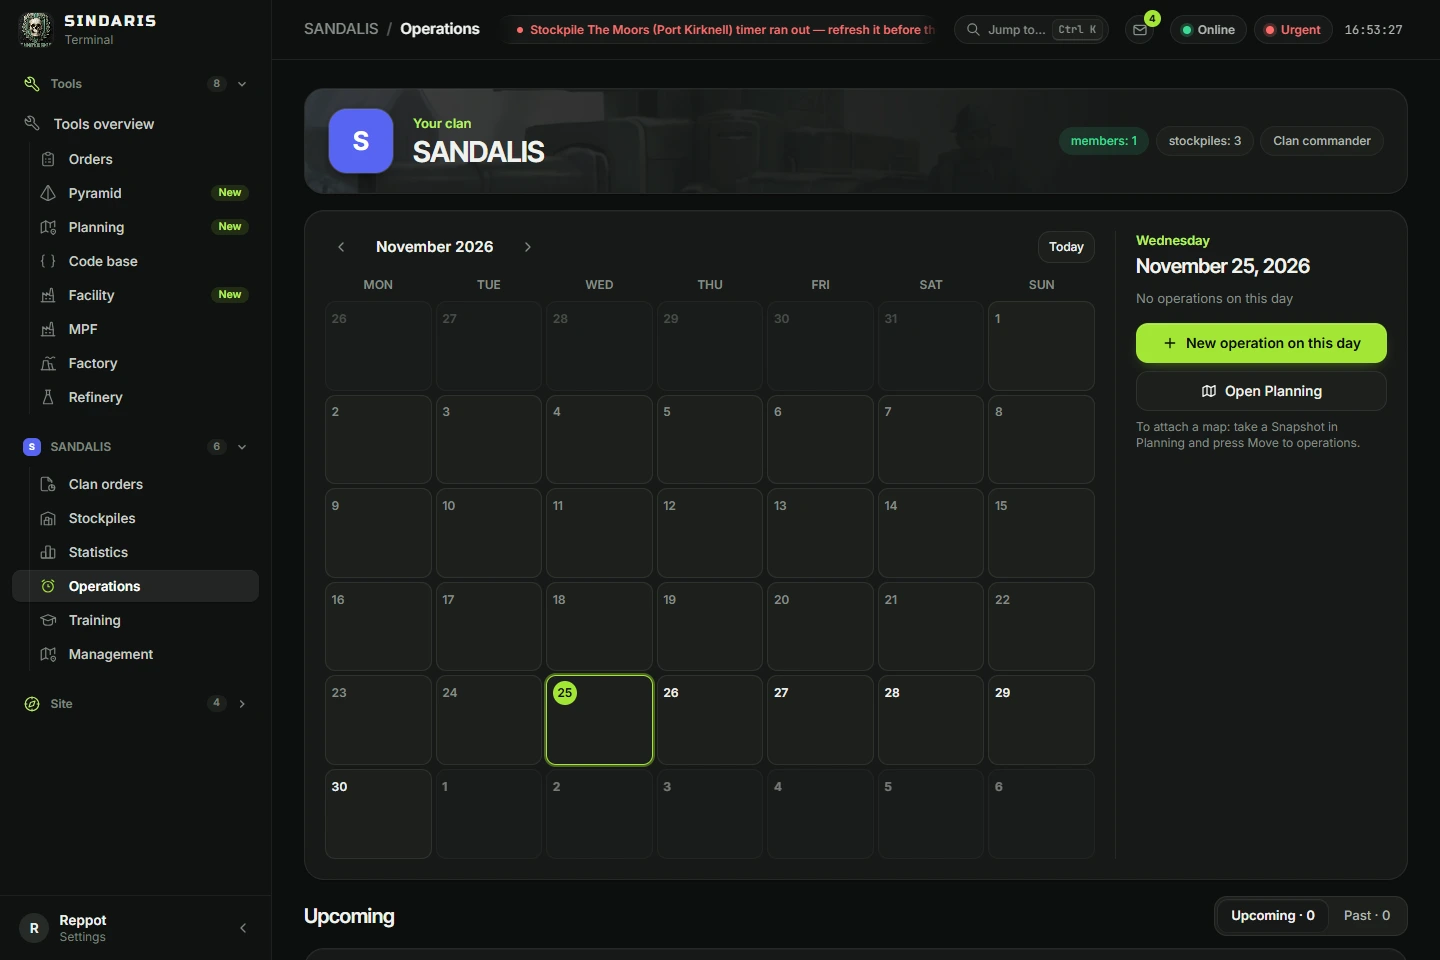 SINDARIS
Terminal
Tools 8
Tools overview
Orders
Pyramid New
Planning New
Code base
Facility New
MPF
Factory
Refinery
S SANDALIS 6
Clan orders
Stockpiles
Statistics
Operations
Training
Management
Site 4
R Reppot
Settings
SANDALIS / Operations
Stockpile The Moors (Port Kirknell) timer ran out — refresh it before th
Jump to... Ctrl K
4
Online
Urgent
16:53:27
S
Your clan
SANDALIS
members: 1
stockpiles: 3
Clan commander
November 2026
Today
MON TUE WED THU FRI SAT SUN
26 27 28 29 30 31 1
2 3 4 5 6 7 8
9 10 11 12 13 14 15
16 17 18 19 20 21 22
23 24 25 26 27 28 29
30 1 2 3 4 5 6
Wednesday
November 25, 2026
No operations on this day
+ New operation on this day
Open Planning
To attach a map: take a Snapshot in
Planning and press Move to operations.
Upcoming
Upcoming · 0
Past · 0